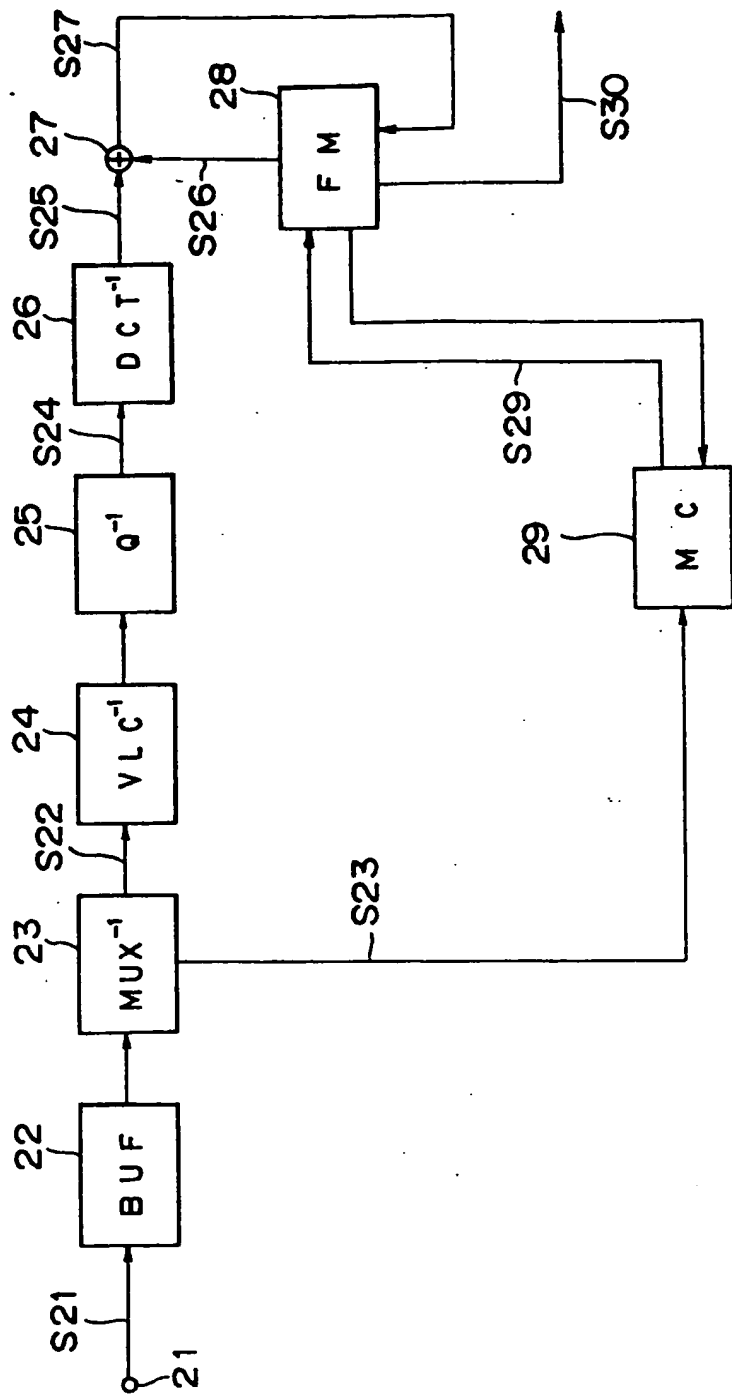 21
S21
22
BUF
23
MUX⁻¹
S22
24
VLC⁻¹
25
Q⁻¹
S24
26
DCT⁻¹
S25
27
S27
S26
28
FM
S30
S29
S23
29
MC